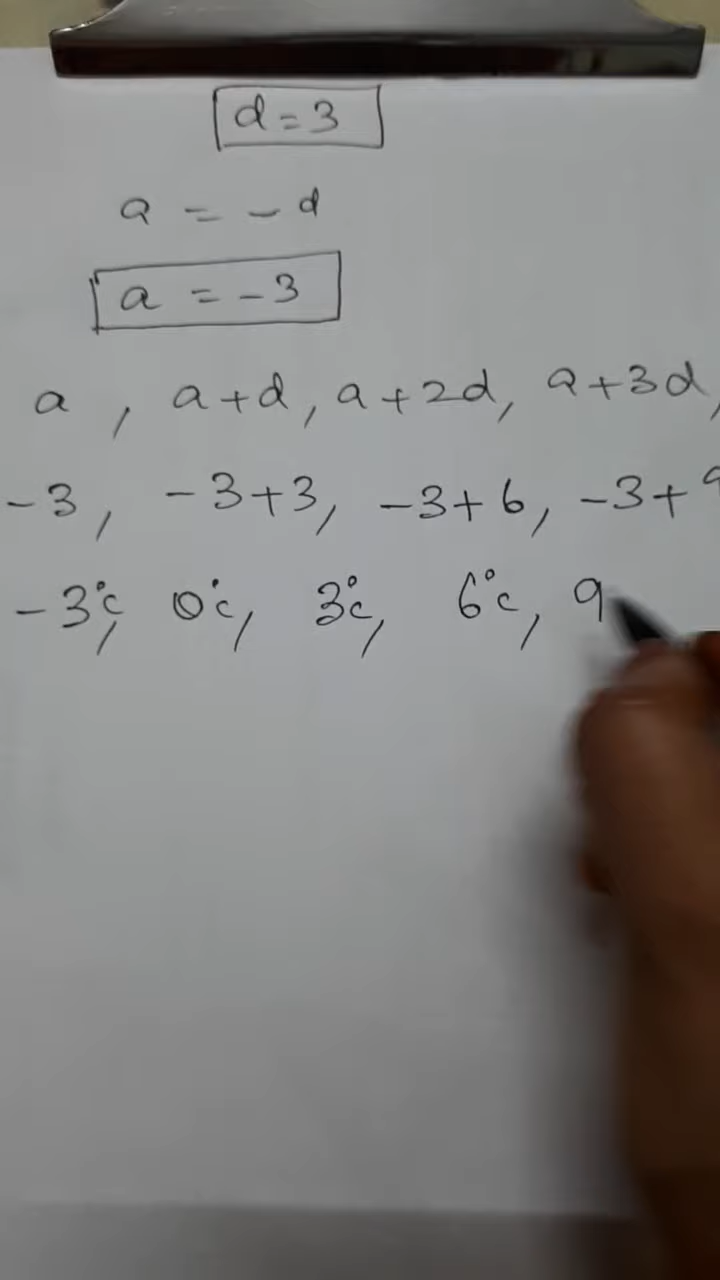 d = 3
a = - d
a = - 3
a , a + d , a + 2d , a + 3d ,
- 3 , - 3 + 3 , - 3 + 6 , - 3 +
- 3°c , 0°c , 3°c , 6°c , 9